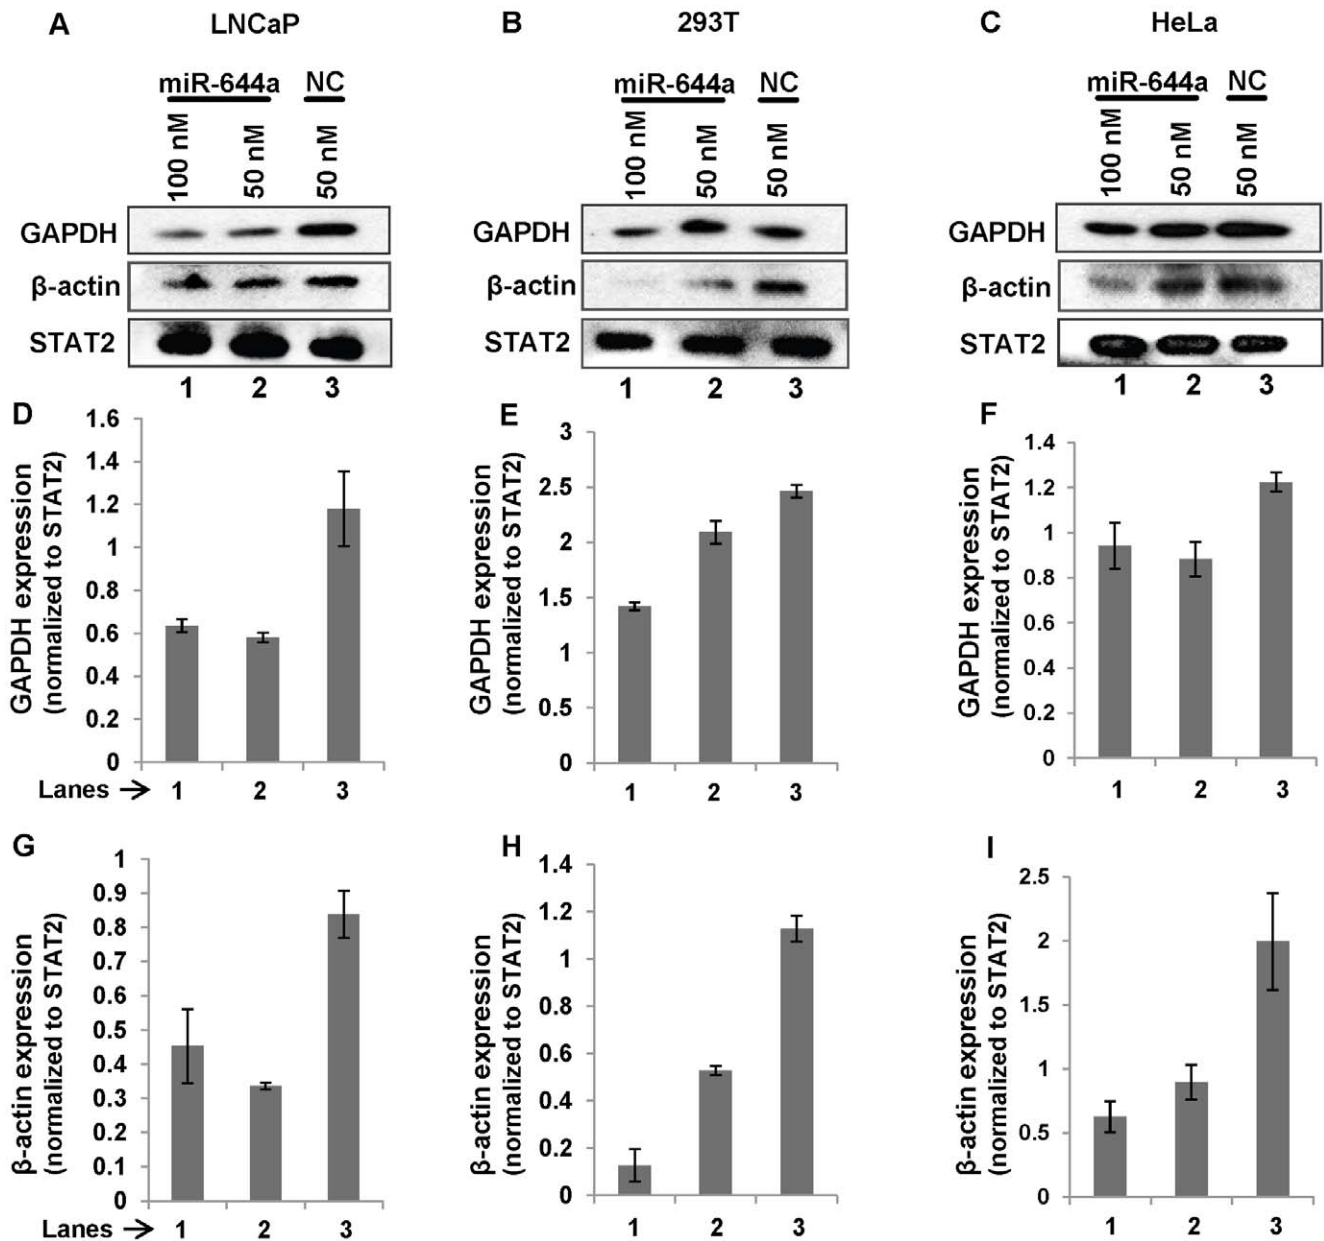 A LNCaP
miR-644a NC
100 nM 50 nM 50 nM
GAPDH
β-actin
STAT2
1 2 3
B 293T
miR-644a NC
100 nM 50 nM 50 nM
GAPDH
β-actin
STAT2
1 2 3
C HeLa
miR-644a NC
100 nM 50 nM 50 nM
GAPDH
β-actin
STAT2
1 2 3
D
GAPDH expression
(normalized to STAT2)
1.6
1.4
1.2
1
0.8
0.6
0.4
0.2
0
Lanes → 1 2 3
E
GAPDH expression
(normalized to STAT2)
3
2.5
2
1.5
1
0.5
0
1 2 3
F
GAPDH expression
(normalized to STAT2)
1.4
1.2
1
0.8
0.6
0.4
0.2
0
1 2 3
G
β-actin expression
(normalized to STAT2)
1
0.9
0.8
0.7
0.6
0.5
0.4
0.3
0.2
0.1
0
Lanes → 1 2 3
H
β-actin expression
(normalized to STAT2)
1.4
1.2
1
0.8
0.6
0.4
0.2
0
1 2 3
I
β-actin expression
(normalized to STAT2)
2.5
2
1.5
1
0.5
0
1 2 3